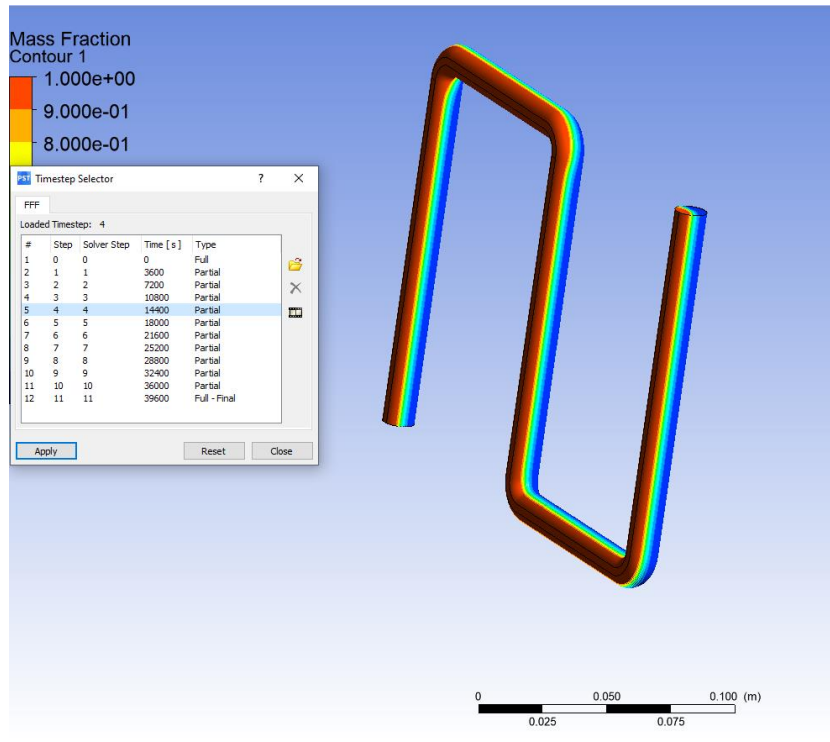 Mass Fraction
Contour 1
1.000e+00
9.000e-01
8.000e-01
PST Timestep Selector ? ×
FFF
Loaded Timestep: 4
# Step Solver Step Time [ s ] Type
1 0 0 0 Full
2 1 1 3600 Partial
3 2 2 7200 Partial
4 3 3 10800 Partial
5 4 4 14400 Partial
6 5 5 18000 Partial
7 6 6 21600 Partial
8 7 7 25200 Partial
9 8 8 28800 Partial
10 9 9 32400 Partial
11 10 10 36000 Partial
12 11 11 39600 Full - Final
Apply Reset Close
0 0.050 0.100 (m)
0.025 0.075